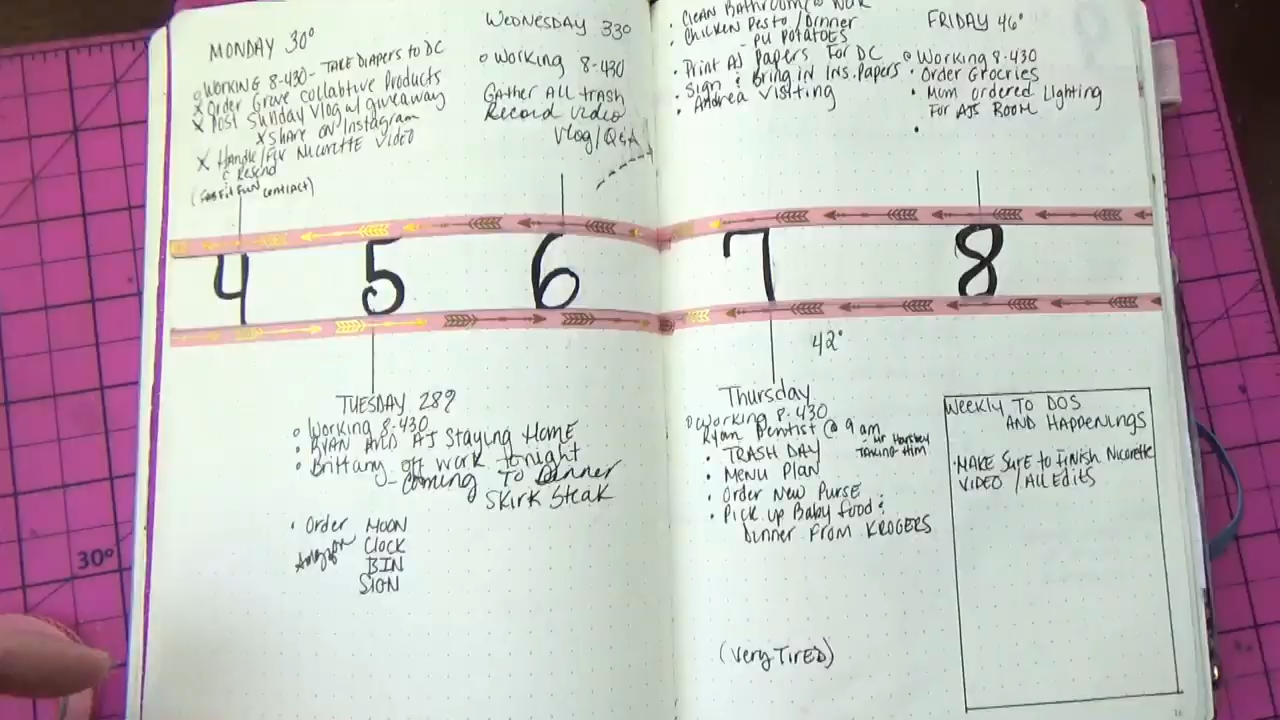 MONDAY 30°
WORKING 8-430- TAKE DIAPERS TO DC
X Order Grove Collabtive Products
X Post Sunday Vlog w/ giveaway
X Share on Instagram
X Handle/Fix Nicorette Video
& Resend
contract)
WEDNESDAY 33°
Working 8-430
Gather ALL trash
Record Video
Vlog/Q&A
Clean Bathroom
Chicken Pesto/Dinner
- PU POTATOES
Print AJ Papers For DC
Sign & Bring in Ins. Papers
Andrea Visiting
FRIDAY 46°
Working 8-430
Order Groceries
Mom ordered Lighting
For AJS ROOM
4 5 6 7 8
TUESDAY 28°
Working 8-430
RYAN AND AJ Staying HOME
Brittany off work tonight
- coming To Dinner
Skirk Steak
Order MOON
Amazon CLOCK
BIN
SIGN
42°
Thursday
Working 8-430
Ryan Dentist @ 9 am
TRASH DAY
Taking Him
MENU PLAN
Order New Purse
Pick up Baby food &
Dinner From KROGERS
(Very TIRED)
Weekly TO DOS
AND HAPPENINGS
MAKE Sure to Finish Nicorette
VIDEO / All Edits
30°